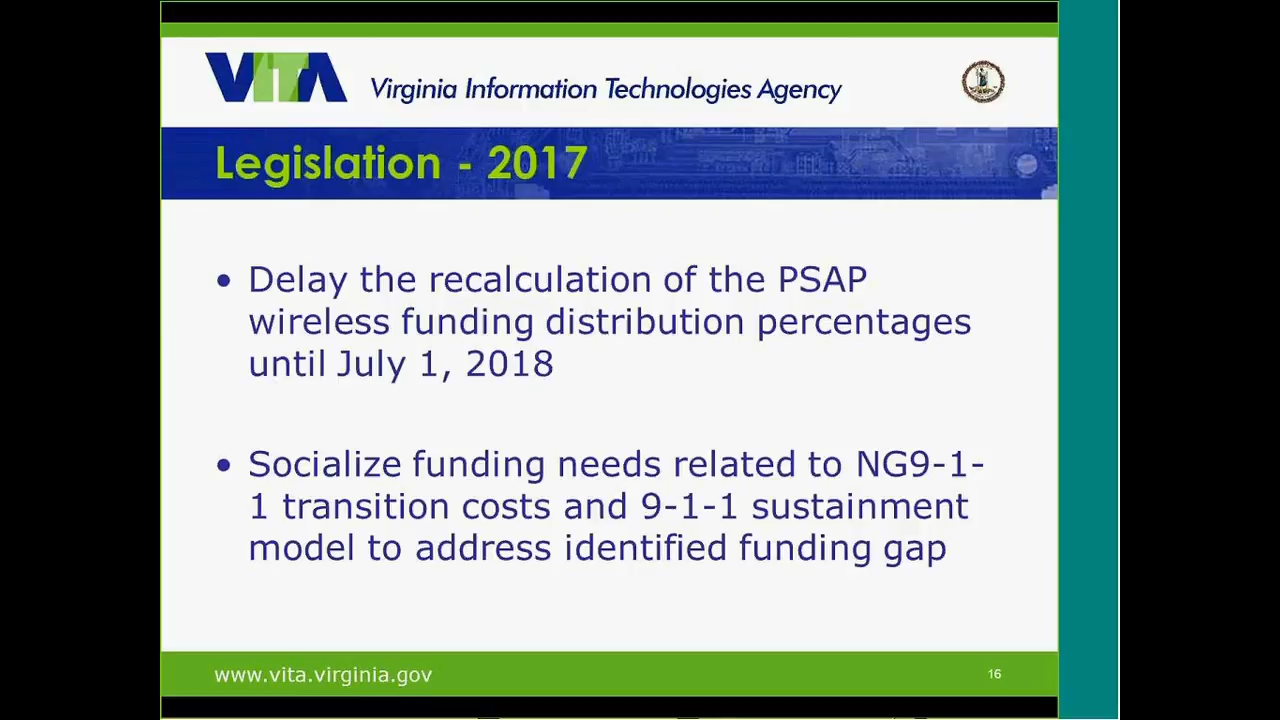 VITA Virginia Information Technologies Agency
Legislation - 2017
• Delay the recalculation of the PSAP
wireless funding distribution percentages
until July 1, 2018
• Socialize funding needs related to NG9-1-
1 transition costs and 9-1-1 sustainment
model to address identified funding gap
www.vita.virginia.gov 16